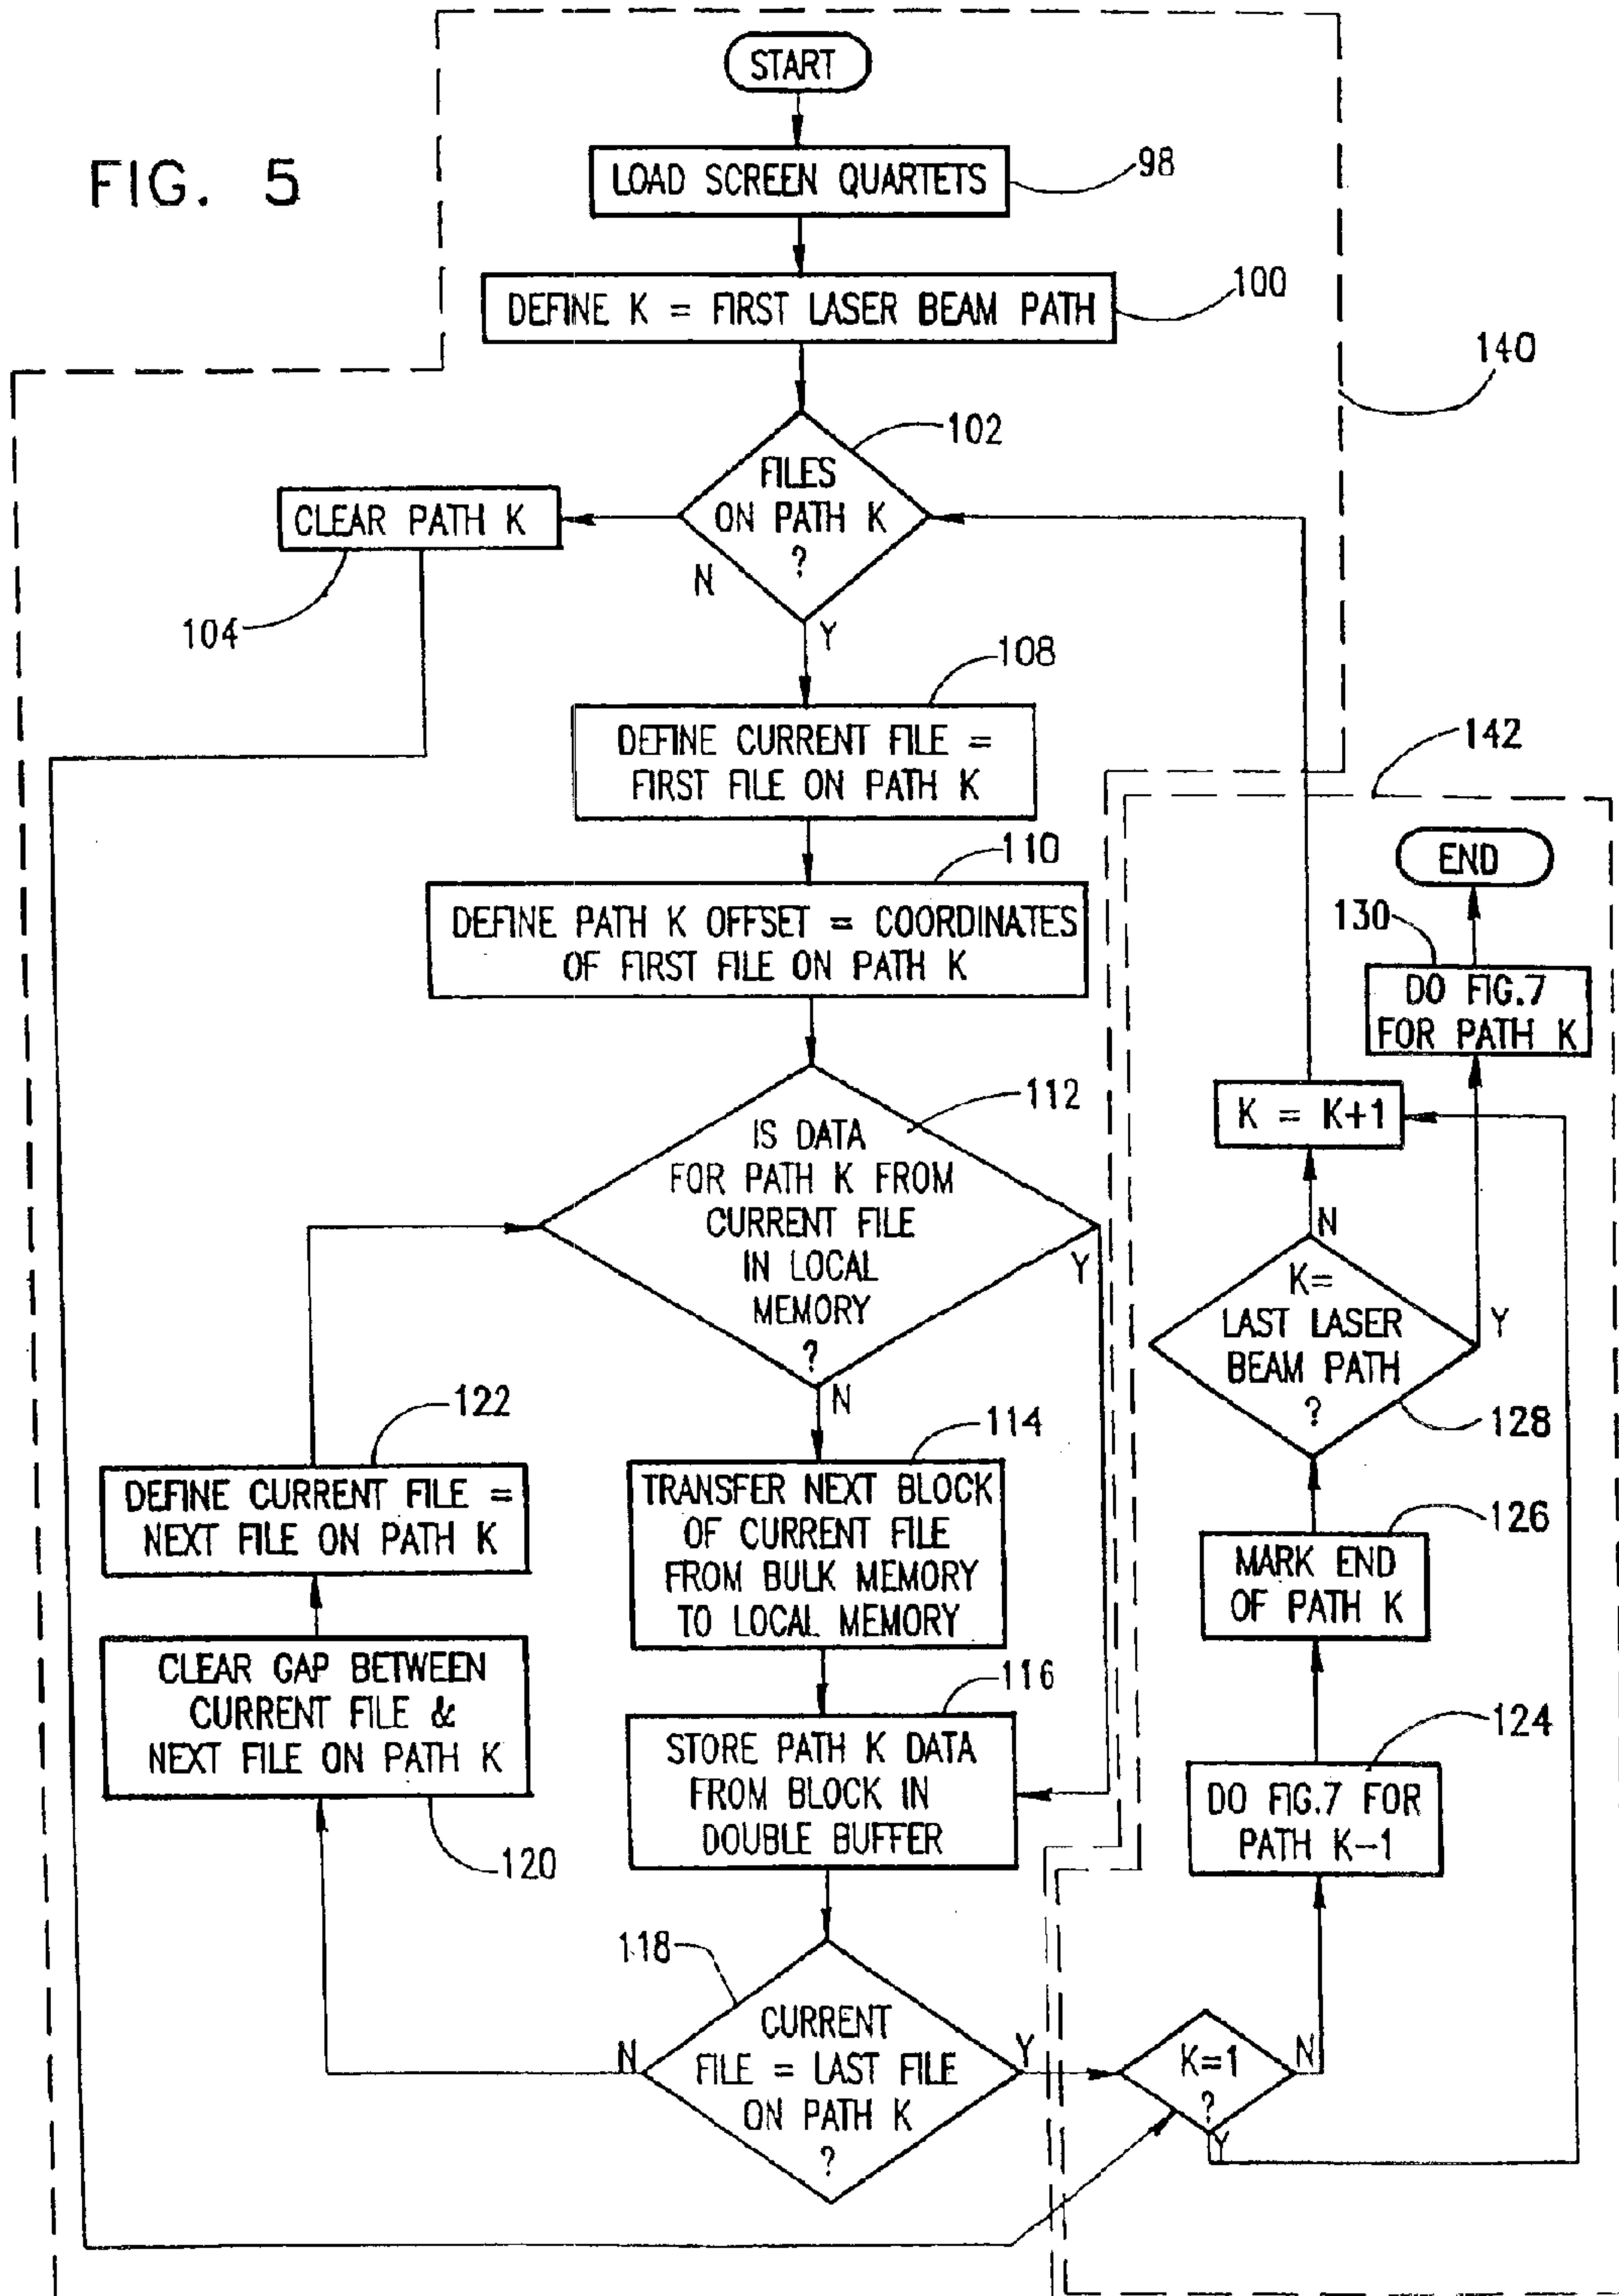 FIG. 5
START
LOAD SCREEN QUARTETS
98
DEFINE K = FIRST LASER BEAM PATH
100
140
102
FILES
ON PATH K
?
N
Y
CLEAR PATH K
104
108
DEFINE CURRENT FILE =
FIRST FILE ON PATH K
142
110
DEFINE PATH K OFFSET = COORDINATES
OF FIRST FILE ON PATH K
END
130
DO FIG.7
FOR PATH K
112
IS DATA
FOR PATH K FROM
CURRENT FILE
IN LOCAL
MEMORY
?
Y
N
K = K+1
N
K=
LAST LASER
BEAM PATH
?
Y
128
122
DEFINE CURRENT FILE =
NEXT FILE ON PATH K
114
TRANSFER NEXT BLOCK
OF CURRENT FILE
FROM BULK MEMORY
TO LOCAL MEMORY
126
MARK END
OF PATH K
CLEAR GAP BETWEEN
CURRENT FILE &
NEXT FILE ON PATH K
120
116
STORE PATH K DATA
FROM BLOCK IN
DOUBLE BUFFER
124
DO FIG.7 FOR
PATH K-1
118
CURRENT
FILE = LAST FILE
ON PATH K
?
N
Y
K=1
?
N
Y